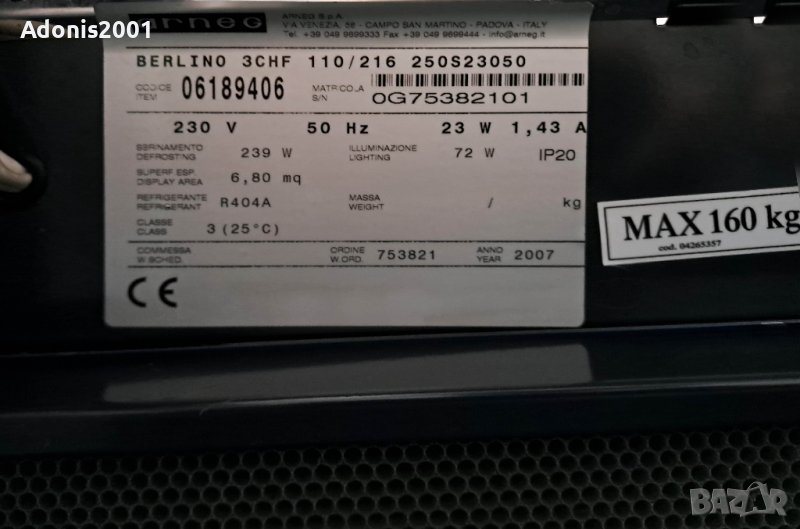 Adonis2001
ARNEG
ARNEG S.p.A.
VIA VENEZIA, 58 - CAMPO SAN MARTINO - PADOVA - ITALY
Tel. +39 049 9699333 - Fax +39 049 9699444 - info@arneg.it
BERLINO 3CHF 110/216 250S23050
CODICE
ITEM
06189406
MATRICOLA
S/N
0G75382101
230 V 50 Hz 23 W 1,43 A
SBRINAMENTO
DEFROSTING
239 W
ILLUMINAZIONE
LIGHTING
72 W IP20
SUPERF. ESP.
DISPLAY AREA
6,80 mq
REFRIGERANTE
REFRIGERANT
R404A
MASSA
WEIGHT
/ kg
CLASSE
CLASS
3 (25°C)
COMMESSA
W.SCHED.
ORDINE
W.ORD.
753821
ANNO
YEAR
2007
CE
MAX 160 kg
cod. 04265357
BAZAR